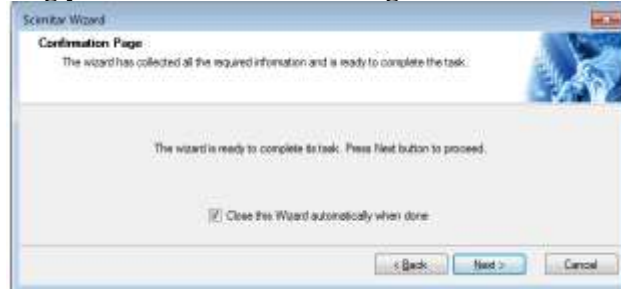 Scimitar Wizard
Confirmation Page
The wizard has collected all the required information and is ready to complete the task.
The wizard is ready to complete its task. Press Next button to proceed.
Close this Wizard automatically when done
< Back
Next >
Cancel